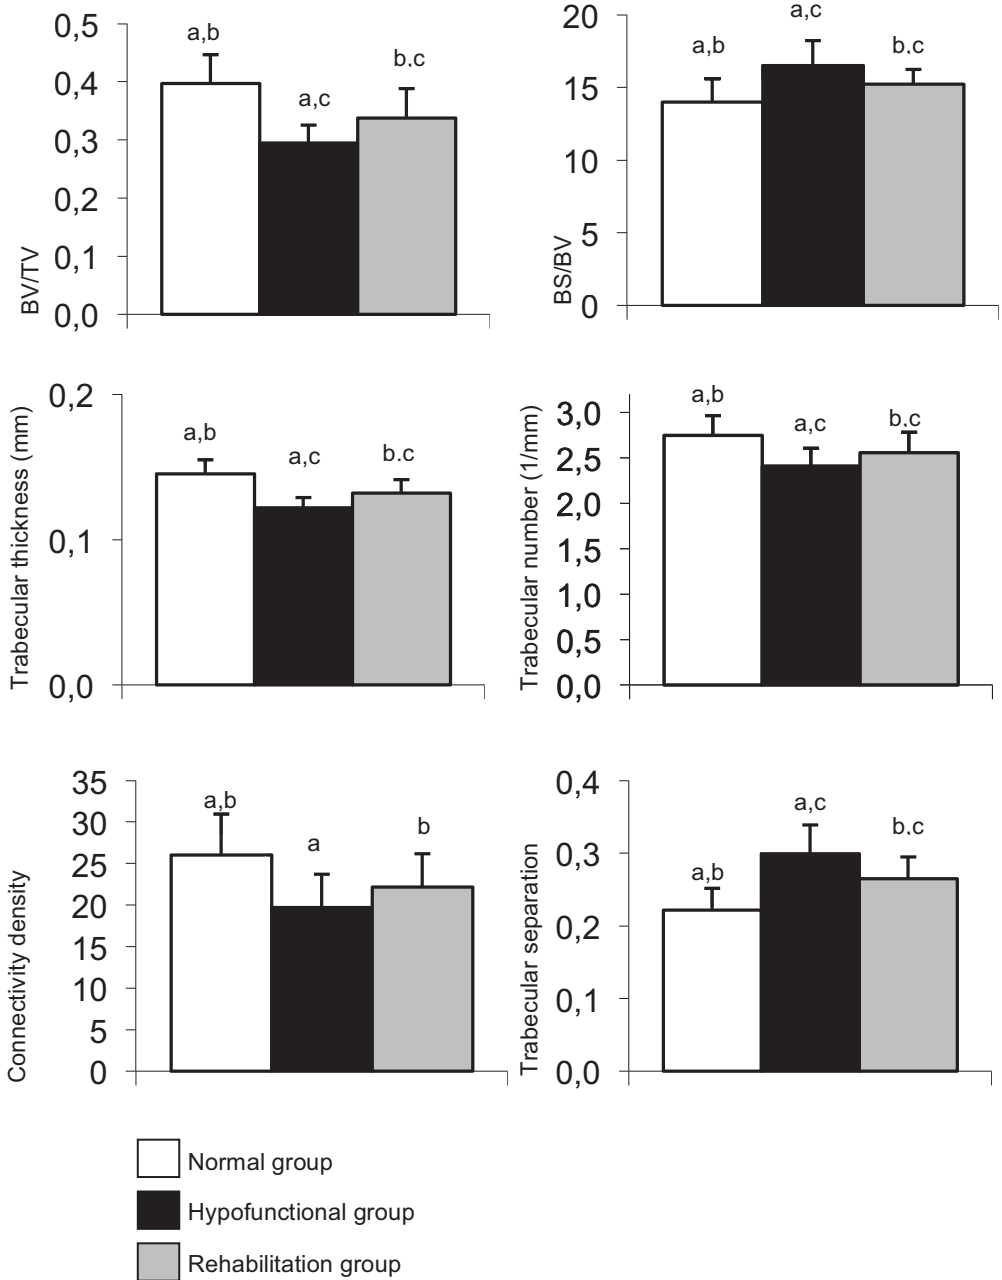 0,5
0,4
0,3
0,2
0,1
0,0
BV/TV
a,b
a,c
b.c
20
15
10
5
0
BS/BV
a,b
a,c
b.c
0,2
0,1
0,0
Trabecular thickness (mm)
a,b
a,c
b.c
3,0
2,5
2,0
1,5
1,0
0,5
0,0
Trabecular number (1/mm)
a,b
a,c
b.c
35
30
25
20
15
10
5
0
Connectivity density
a,b
a
b
0,4
0,3
0,2
0,1
0,0
Trabecular separation
a,b
a,c
b.c
Normal group
Hypofunctional group
Rehabilitation group